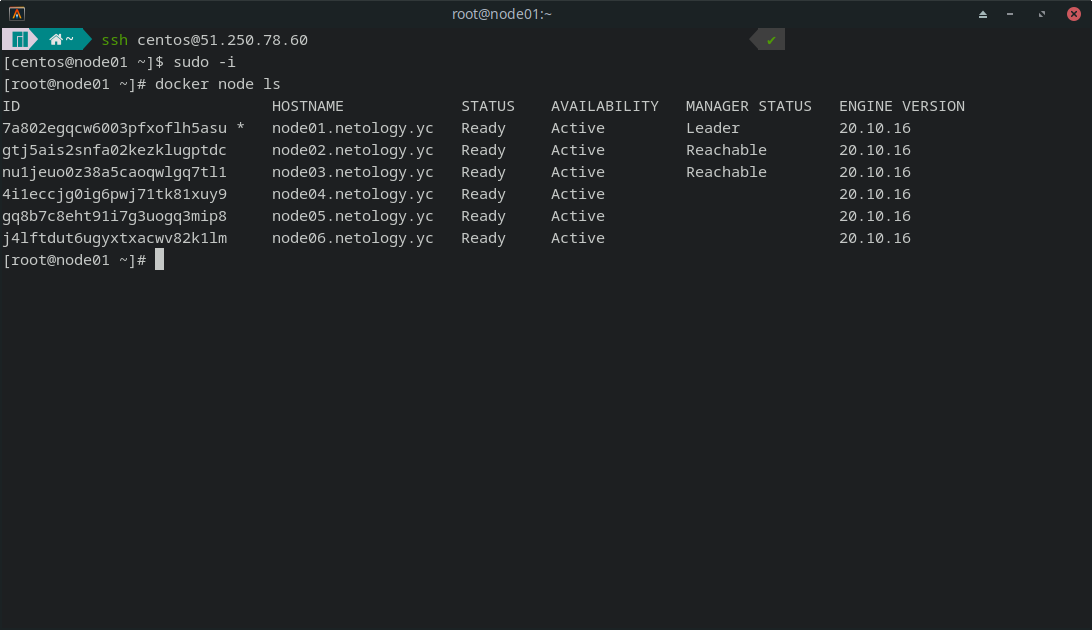 root@node01:~
~ ssh centos@51.250.78.60 ✔
[centos@node01 ~]$ sudo -i
[root@node01 ~]# docker node ls
ID HOSTNAME STATUS AVAILABILITY MANAGER STATUS ENGINE VERSION
7a802egqcw6003pfxoflh5asu * node01.netology.yc Ready Active Leader 20.10.16
gtj5ais2snfa02kezklugptdc node02.netology.yc Ready Active Reachable 20.10.16
nu1jeuo0z38a5caoqwlgq7tl1 node03.netology.yc Ready Active Reachable 20.10.16
4i1eccjg0ig6pwj71tk81xuy9 node04.netology.yc Ready Active 20.10.16
gq8b7c8eht91i7g3uogq3mip8 node05.netology.yc Ready Active 20.10.16
j4lftdut6ugyxtxacwv82k1lm node06.netology.yc Ready Active 20.10.16
[root@node01 ~]#